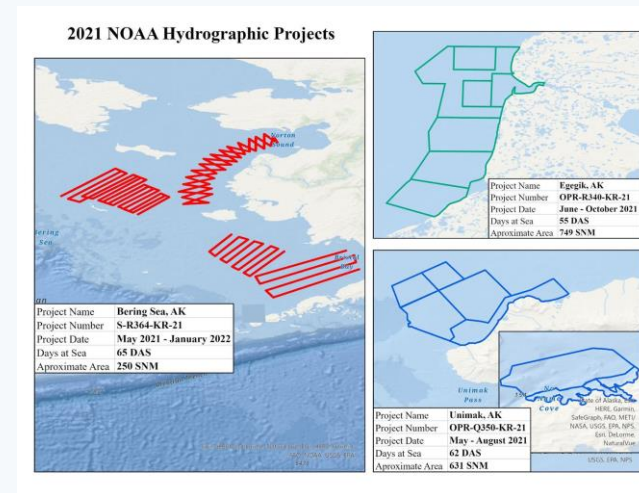 2021 NOAA Hydrographic Projects
Norton
Sound
Bering
Sea
Bristol
Bay
Project Name Bering Sea, AK
Project Number S-R364-KR-21
Project Date May 2021 - January 2022
Days at Sea 65 DAS
Aproximate Area 250 SNM
Project Name Egegik, AK
Project Number OPR-R340-KR-21
Project Date June - October 2021
Days at Sea 55 DAS
Aproximate Area 749 SNM
Unimak
Pass
Cove
State of Alaska, Esri,
HERE, Garmin,
SafeGraph, FAO, METI/
NASA, USGS, EPA, NPS,
Esri, DeLorme,
NaturalVue
USGS, EPA, NPS
Project Name Unimak, AK
Project Number OPR-Q350-KR-21
Project Date May - August 2021
Days at Sea 62 DAS
Aproximate Area 631 SNM